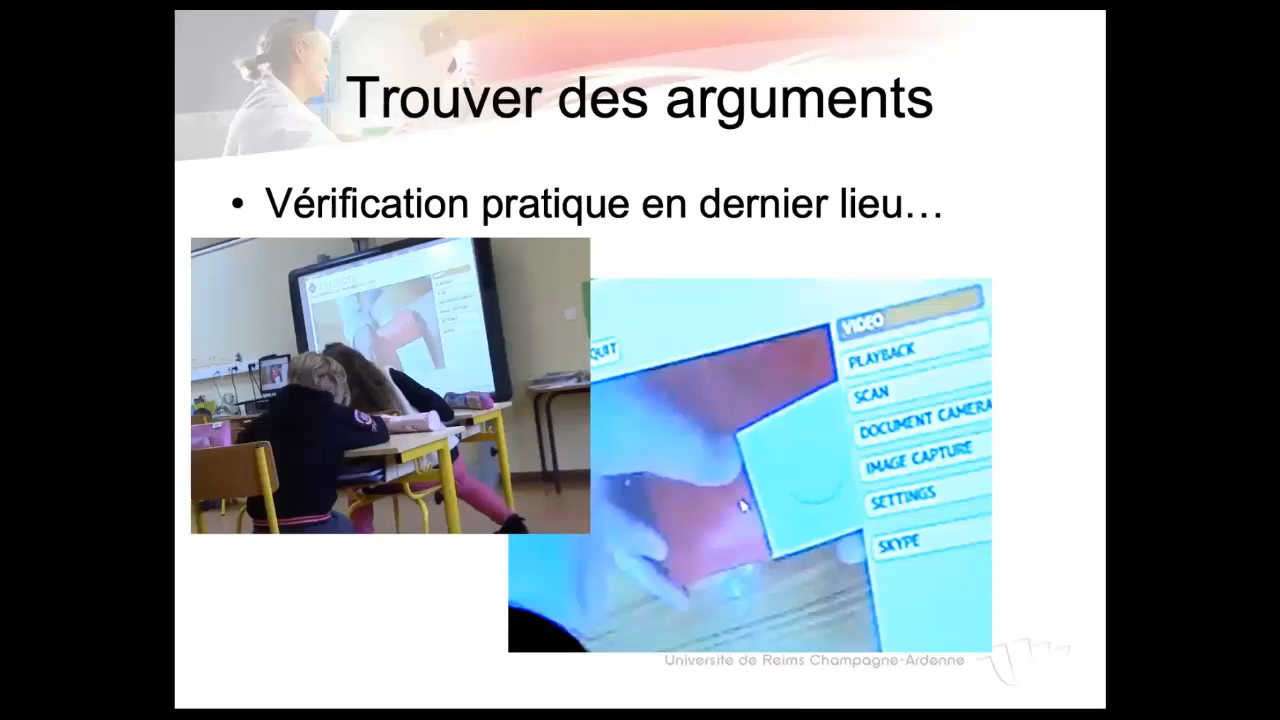 Trouver des arguments
• Vérification pratique en dernier lieu…
QUIT
VIDEO
PLAYBACK
SCAN
DOCUMENT CAMERA
IMAGE CAPTURE
SETTINGS
SKYPE
Université de Reims Champagne-Ardenne